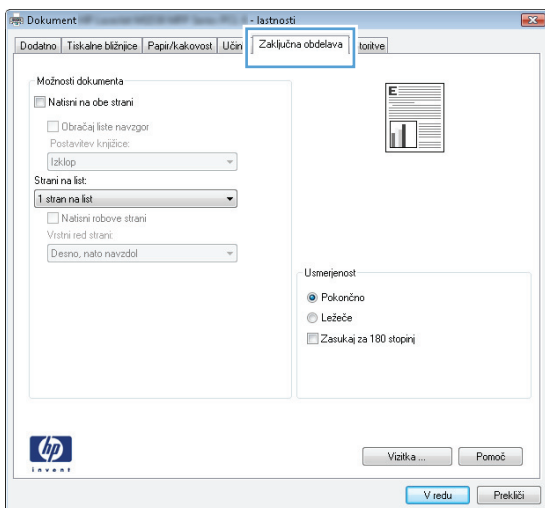 Dokument - lastnosti
Dodatno Tiskalne bližnjice Papir/kakovost Učin Zaključna obdelava toritve
Možnosti dokumenta
Natisni na obe strani
Obračaj liste navzgor
Postavitev knjižice:
Izklop
Strani na list:
1 stran na list
Natisni robove strani
Vrstni red strani:
Desno, nato navzdol
E
Usmerjenost
Pokončno
Ležeče
Zasukaj za 180 stopinj
hp
invent
Vizitka ... Pomoč
V redu Prekliči